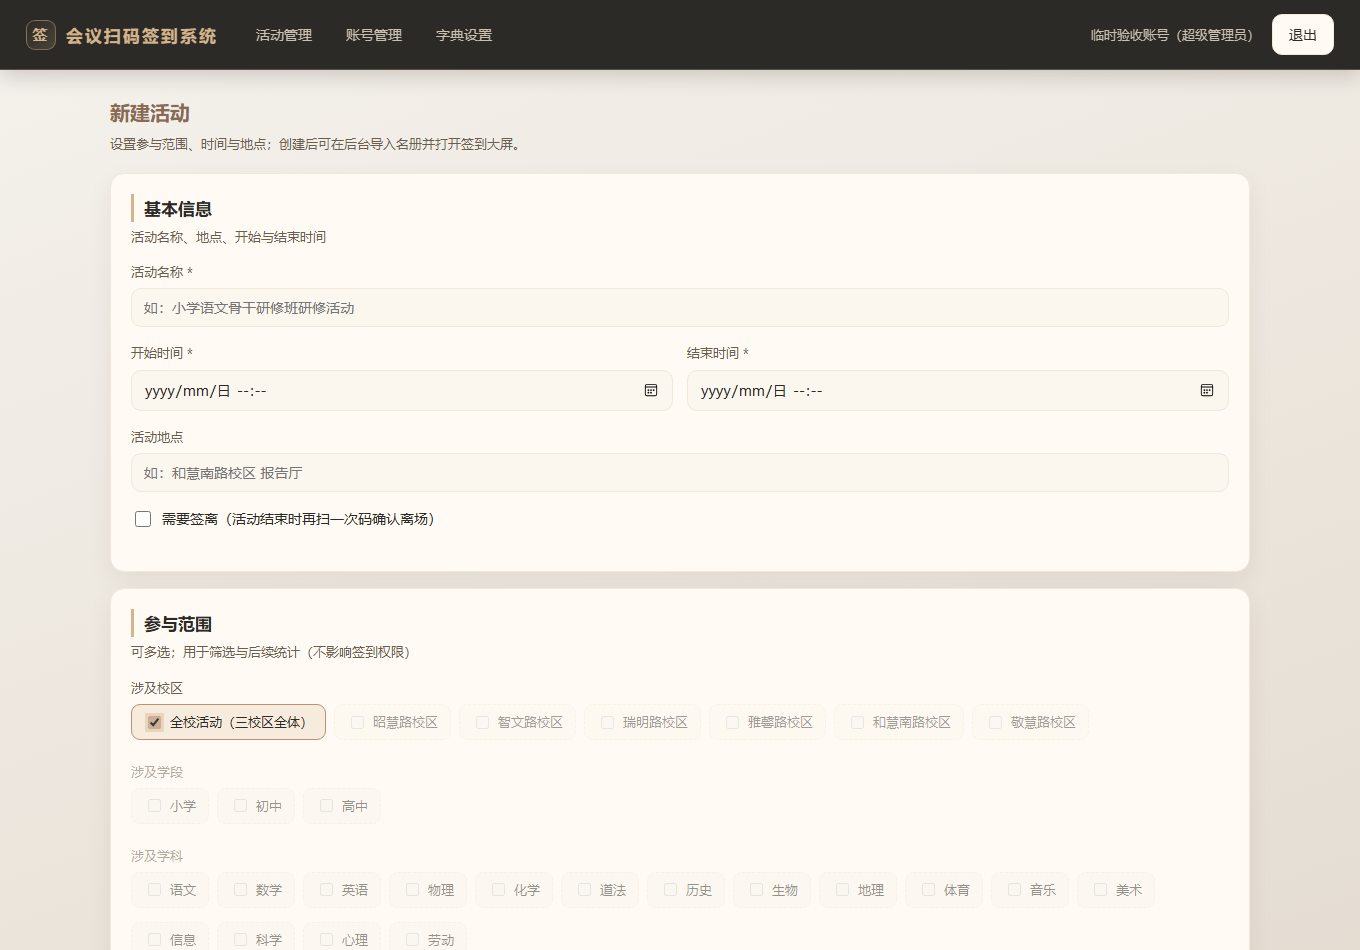 签 会议扫码签到系统 活动管理 账号管理 字典设置 临时验收账号（超级管理员） 退出
新建活动
设置参与范围、时间与地点；创建后可在后台导入名册并打开签到大屏。
基本信息
活动名称、地点、开始与结束时间
活动名称 *
如：小学语文骨干研修班研修活动
开始时间 * 结束时间 *
yyyy/mm/日 --:-- yyyy/mm/日 --:--
活动地点
如：和慧南路校区 报告厅
需要签离（活动结束时再扫一次码确认离场）
参与范围
可多选；用于筛选与后续统计（不影响签到权限）
涉及校区
全校活动（三校区全体） 昭慧路校区 智文路校区 瑞明路校区 雅馨路校区 和慧南路校区 敬慧路校区
涉及学段
小学 初中 高中
涉及学科
语文 数学 英语 物理 化学 道法 历史 生物 地理 体育 音乐 美术
信息 科学 心理 劳动